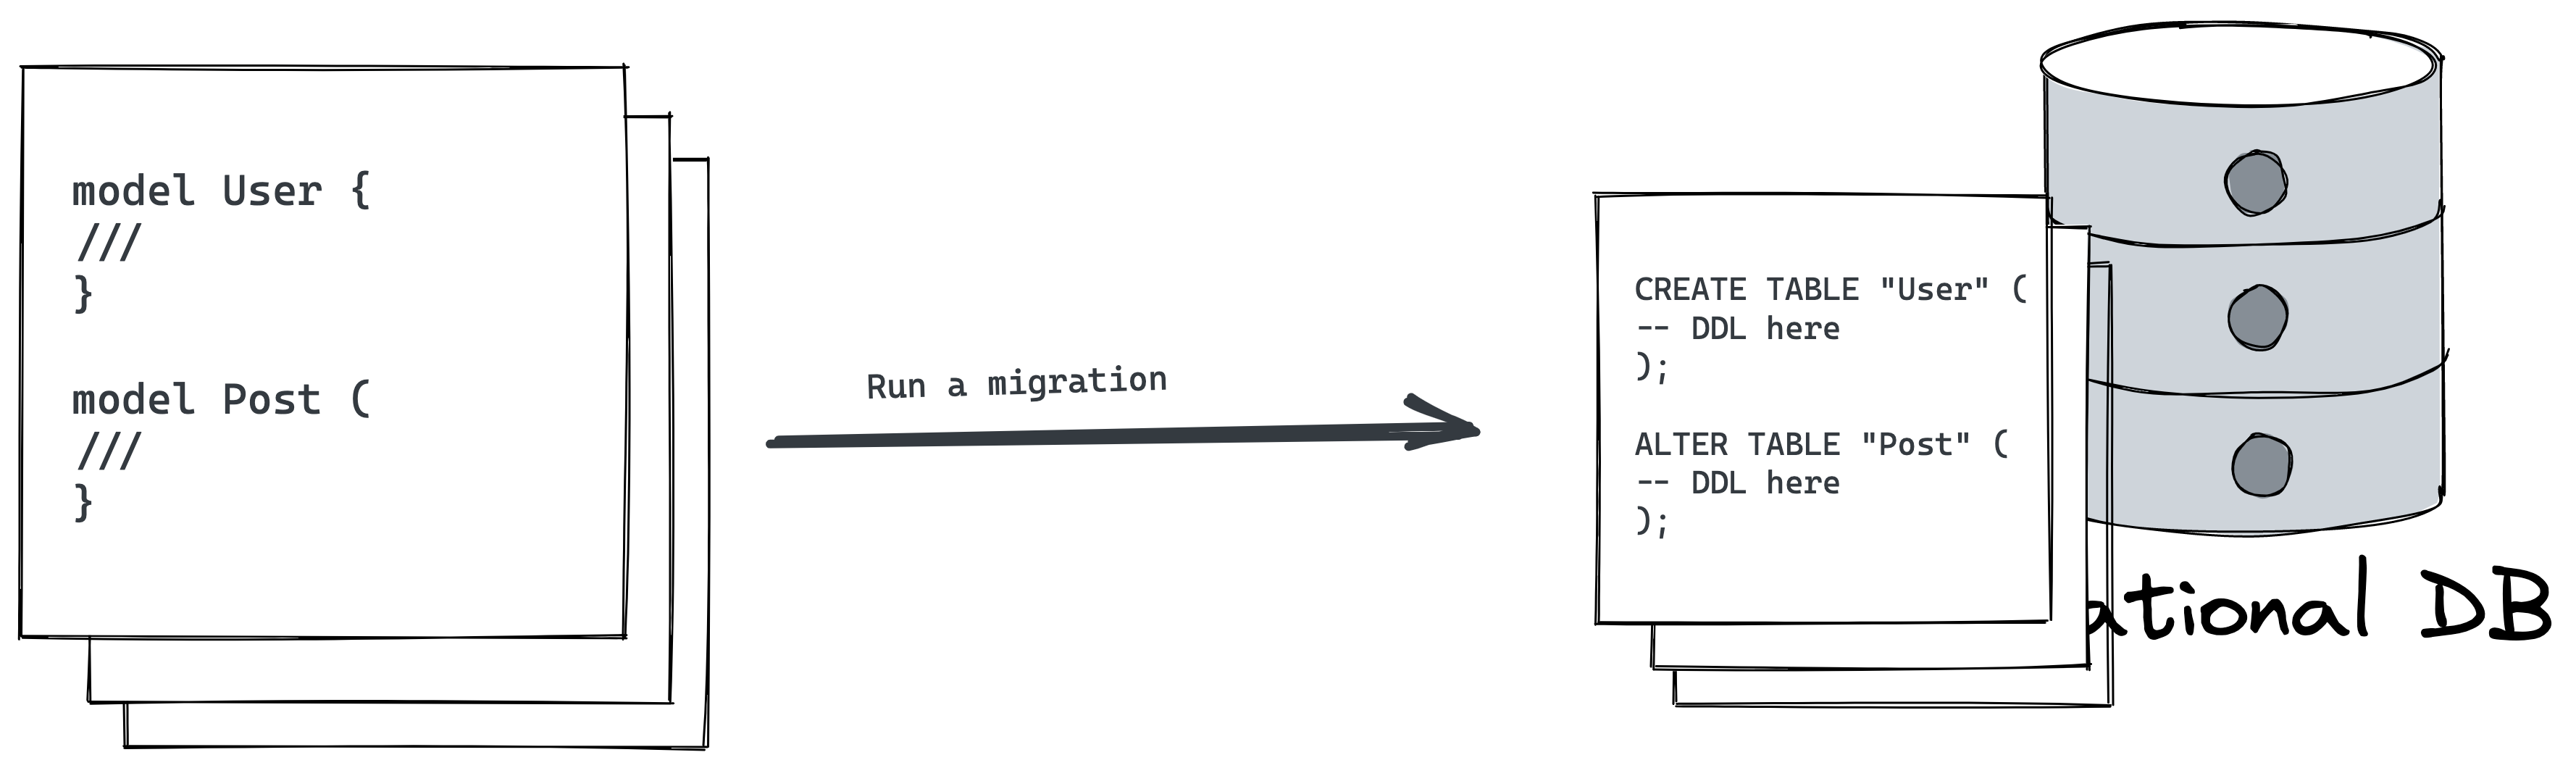 model User {
///
}
model Post (
///
}
Run a migration
CREATE TABLE "User" (
-- DDL here
);
ALTER TABLE "Post" (
-- DDL here
);
ational DB